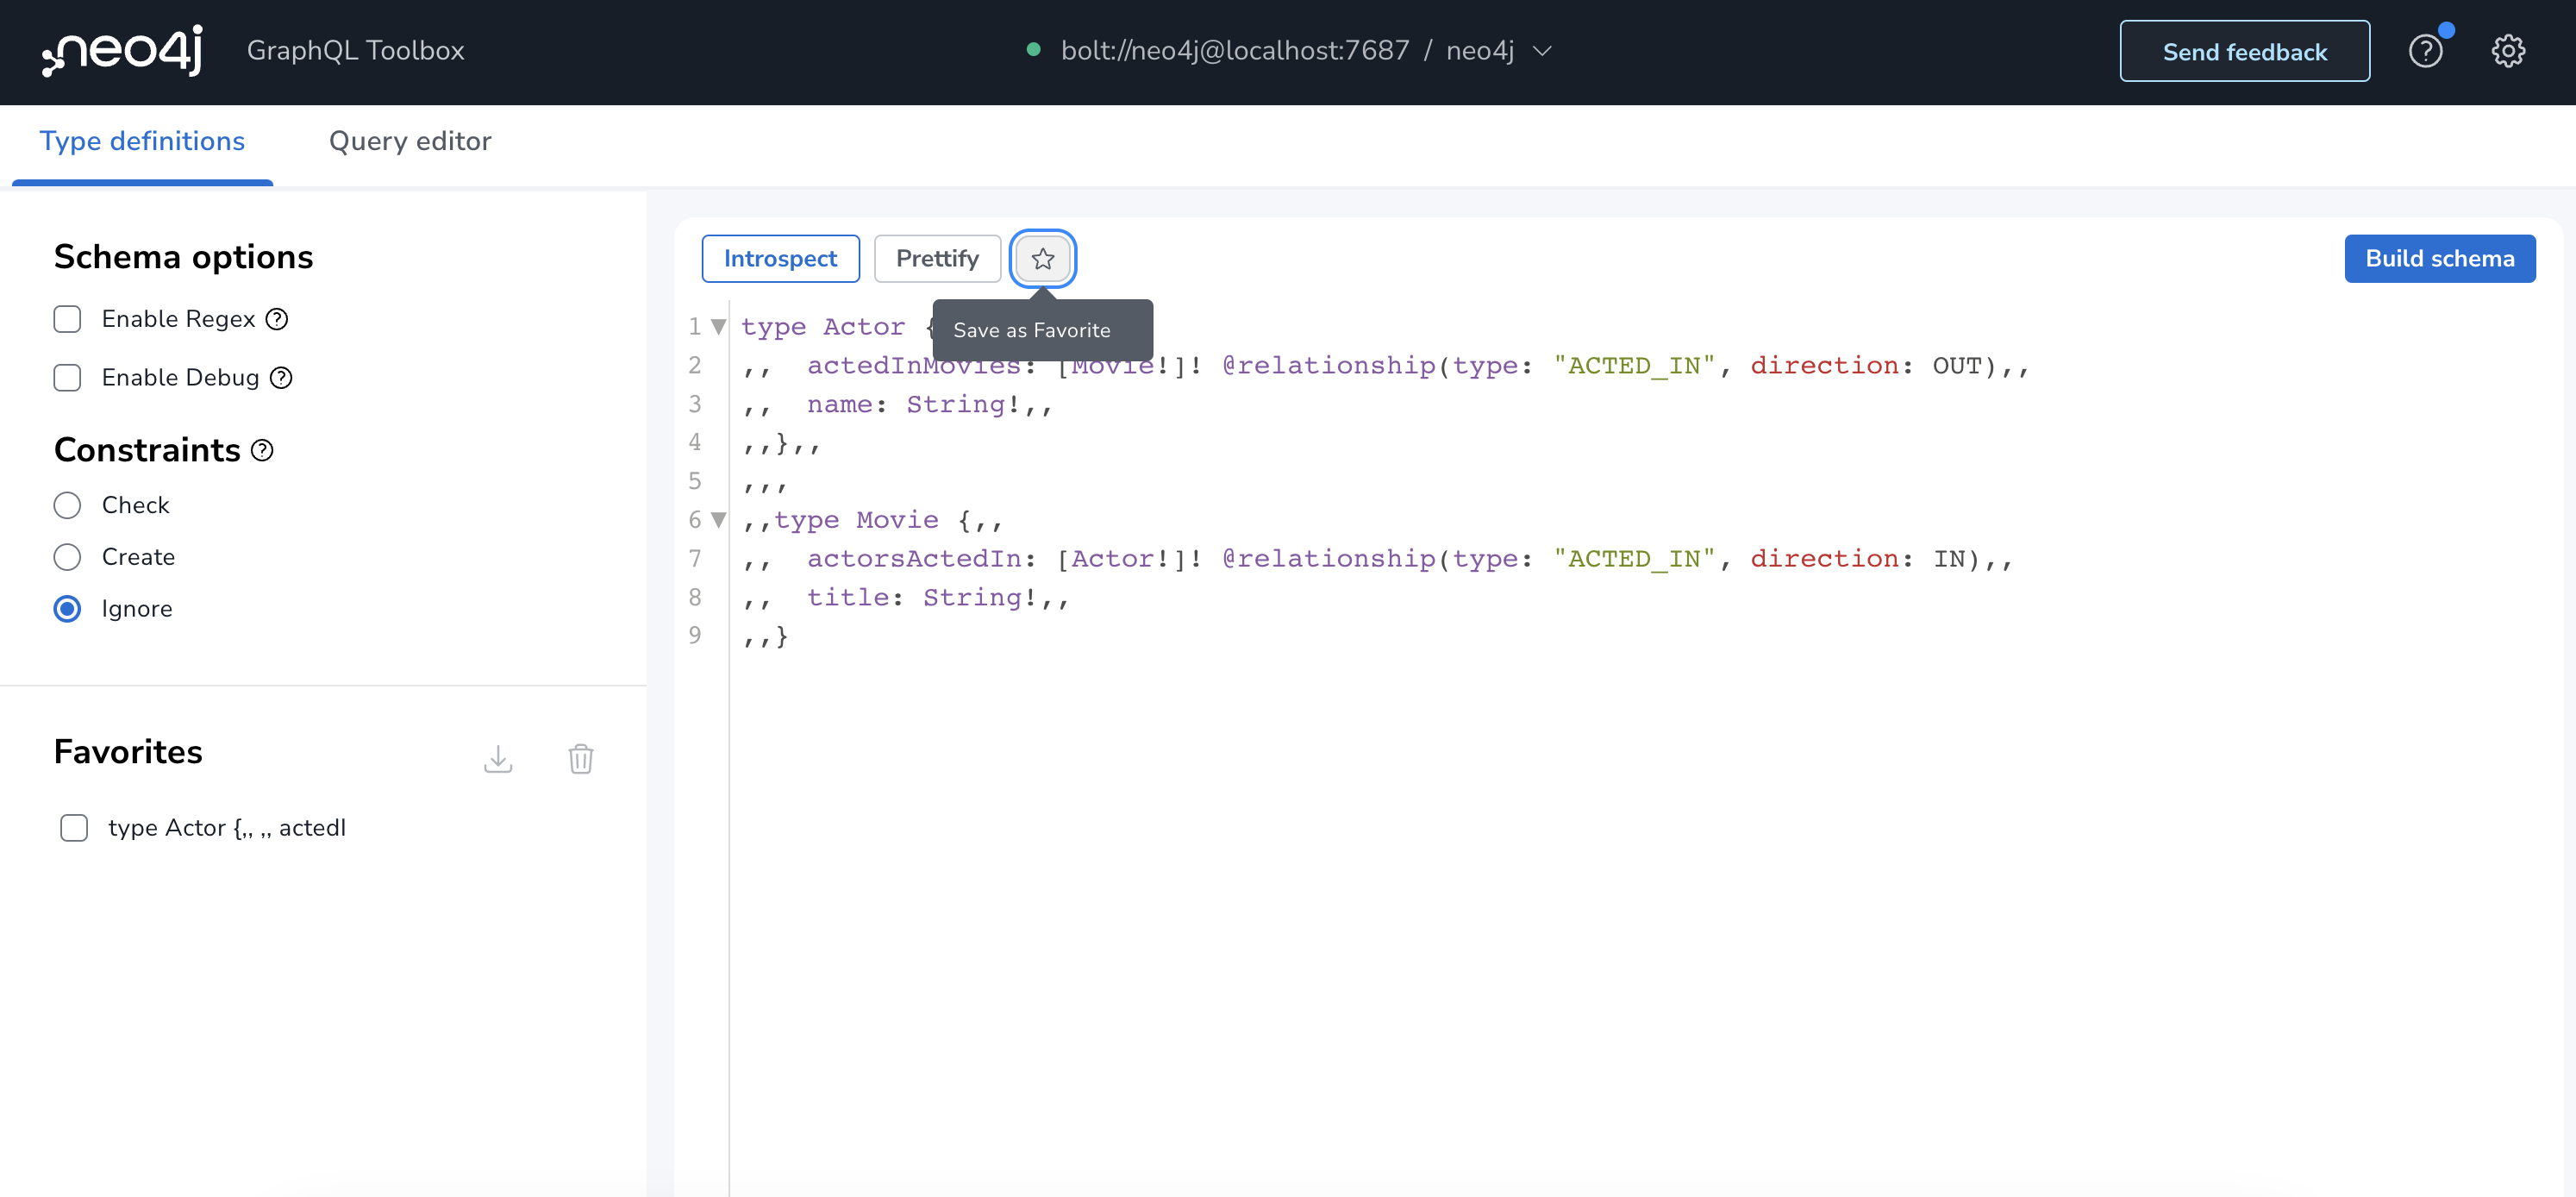 neo4j GraphQL Toolbox bolt://neo4j@localhost:7687 / neo4j Send feedback
Type definitions Query editor
Schema options
Enable Regex
Enable Debug
Constraints
Check
Create
Ignore
Favorites
type Actor {,, ,, actedI
Introspect Prettify Build schema
Save as Favorite
1 type Actor {
2 ,,  actedInMovies: [Movie!]! @relationship(type: "ACTED_IN", direction: OUT),,
3 ,,  name: String!,,
4 ,,},,
5 ,,,
6 ,,type Movie {,,
7 ,,  actorsActedIn: [Actor!]! @relationship(type: "ACTED_IN", direction: IN),,
8 ,,  title: String!,,
9 ,,}